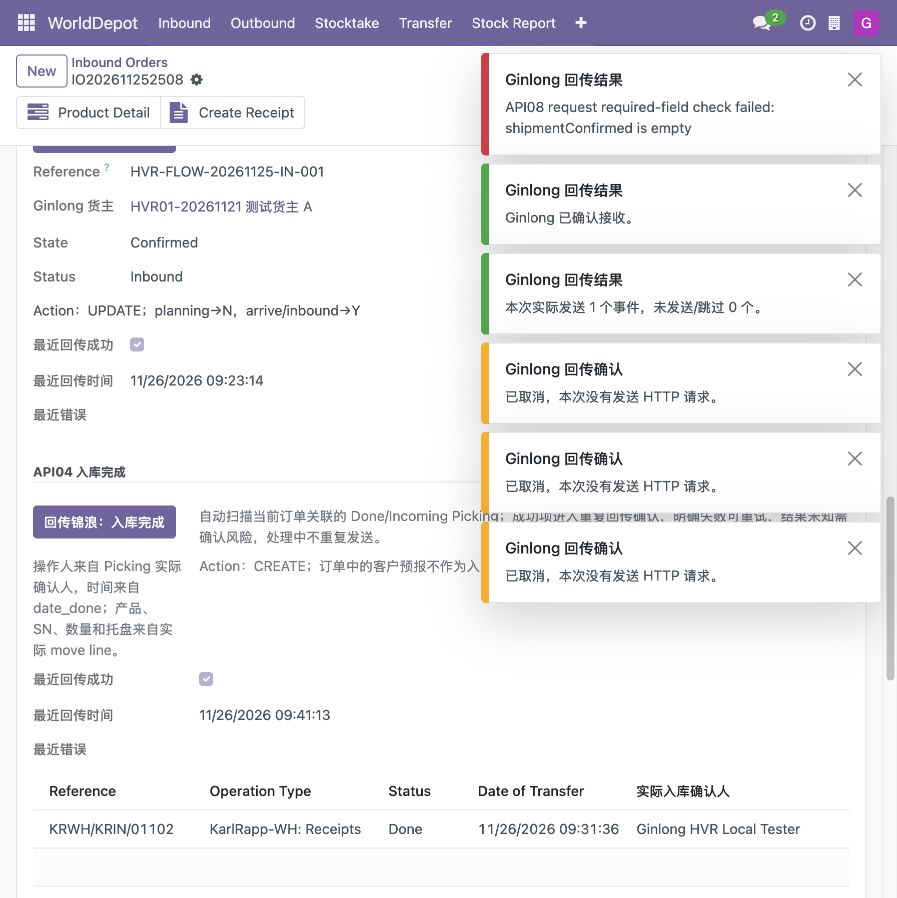 WorldDepot Inbound Outbound Stocktake Transfer Stock Report + 2 G
New Inbound Orders
IO202611252508
Product Detail Create Receipt
Reference ? HVR-FLOW-20261125-IN-001
Ginlong 货主 HVR01-20261121 测试货主 A
State Confirmed
Status Inbound
Action：UPDATE；planning→N，arrive/inbound→Y
最近回传成功
最近回传时间 11/26/2026 09:23:14
最近错误
API04 入库完成
回传锦浪：入库完成
自动扫描当前订单关联的 Done/Incoming Picking；成功项进入重复回传确认，明确失败可重试，结果未知需
确认风险，处理中不重复发送。
操作人来自 Picking 实际
确认人，时间来自
date_done；产品、
SN、数量和托盘来自实
际 move line。
Action：CREATE；订单中的客户预报不作为入
最近回传成功
最近回传时间 11/26/2026 09:41:13
最近错误
Reference Operation Type Status Date of Transfer 实际入库确认人
KRWH/KRIN/01102 KarlRapp-WH: Receipts Done 11/26/2026 09:31:36 Ginlong HVR Local Tester
Ginlong 回传结果
API08 request required-field check failed:
shipmentConfirmed is empty
Ginlong 回传结果
Ginlong 已确认接收。
Ginlong 回传结果
本次实际发送 1 个事件，未发送/跳过 0 个。
Ginlong 回传确认
已取消，本次没有发送 HTTP 请求。
Ginlong 回传确认
已取消，本次没有发送 HTTP 请求。
Ginlong 回传确认
已取消，本次没有发送 HTTP 请求。